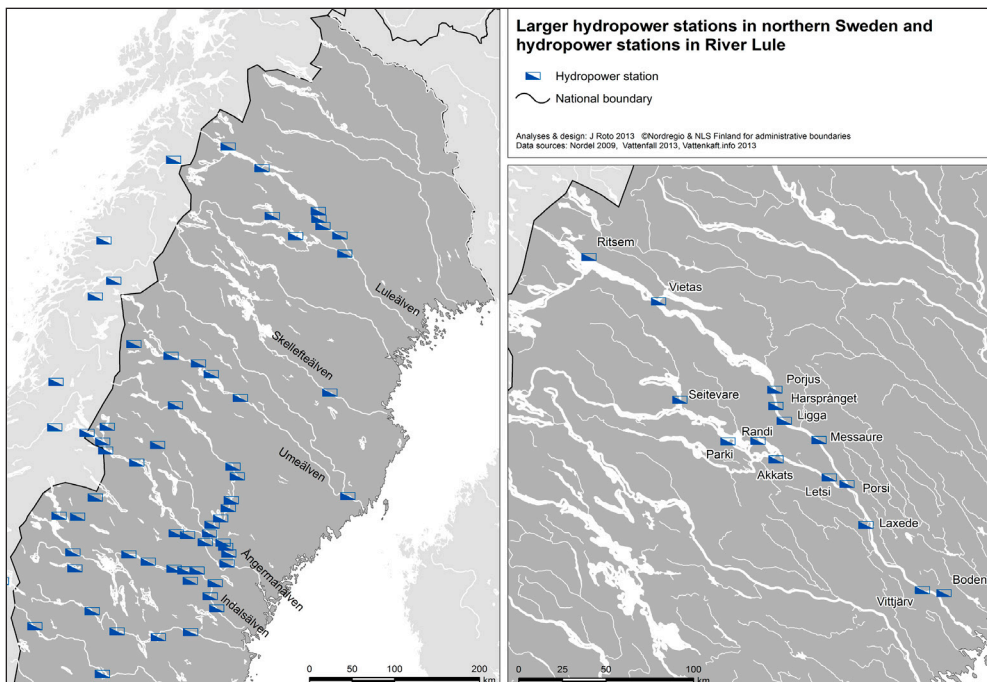 Larger hydropower stations in northern Sweden and
hydropower stations in River Lule
Hydropower station
National boundary
Analyses & design: J Roto 2013 ©Nordregio & NLS Finland for administrative boundaries
Data sources: Nordel 2009, Vattenfall 2013, Vattenkaft.info 2013
Luleälven
Skellefteälven
Umeälven
Ångermanälven
Indalsälven
0 50 100 200
km
Ritsem
Vietas
Porjus
Seitevare
Harsprånget
Ligga
Randi
Messaure
Parki
Akkats
Letsi
Porsi
Laxede
Boden
Vittjärv
0 25 50 100
km